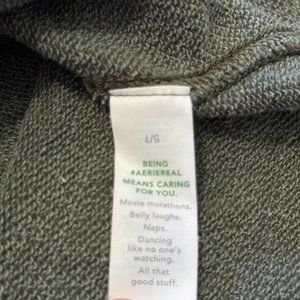 L/G
BEING
#AERIEREAL
MEANS CARING
FOR YOU.
Movie marathons.
Belly laughs.
Naps.
Dancing
like no one's
watching.
All that
good stuff.